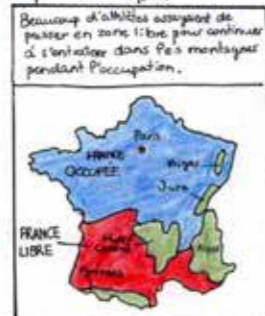 Beaucoup d'athlètes essayent de
passer en zone libre pour continuer
à s'entraîner dans les montagnes
pendant l'occupation.
Paris
FRANCE
OCCUPÉE
Vosges
Jura
FRANCE
LIBRE
Massif
Central
Alpes
Pyrénées